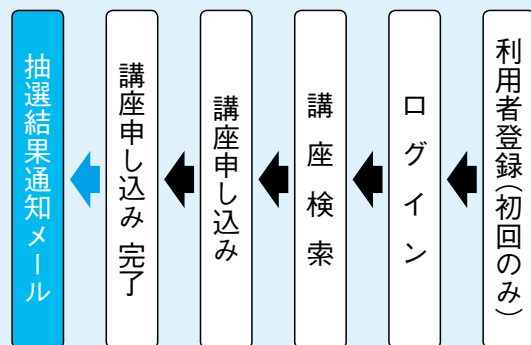 利用者登録(初回のみ)
ログイン
講座検索
講座申し込み
講座申し込み 完了
抽選結果通知メール